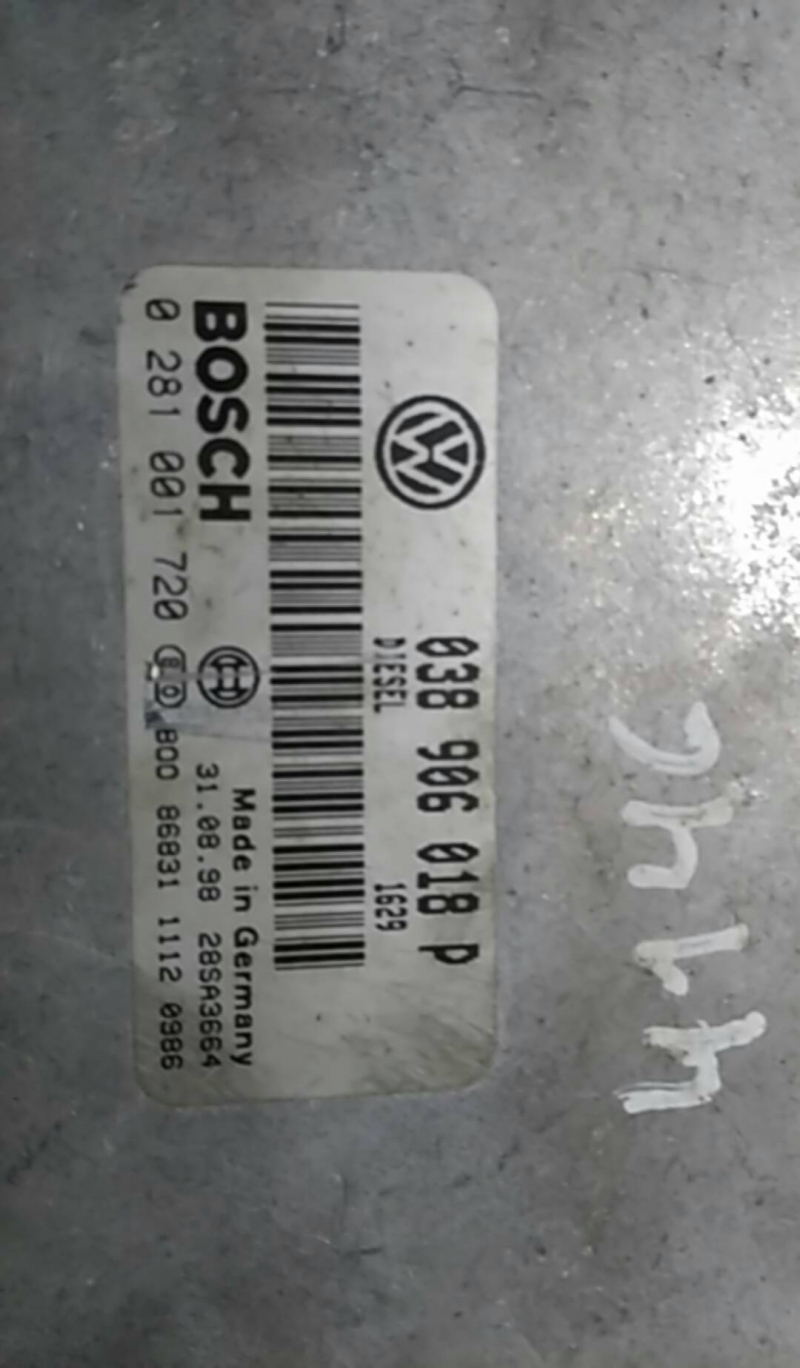 038 906 018 P
DIESEL 1629
BOSCH
Made in Germany
31.08.98 28SA3664
0 281 001 720 800 86831 1112 0986